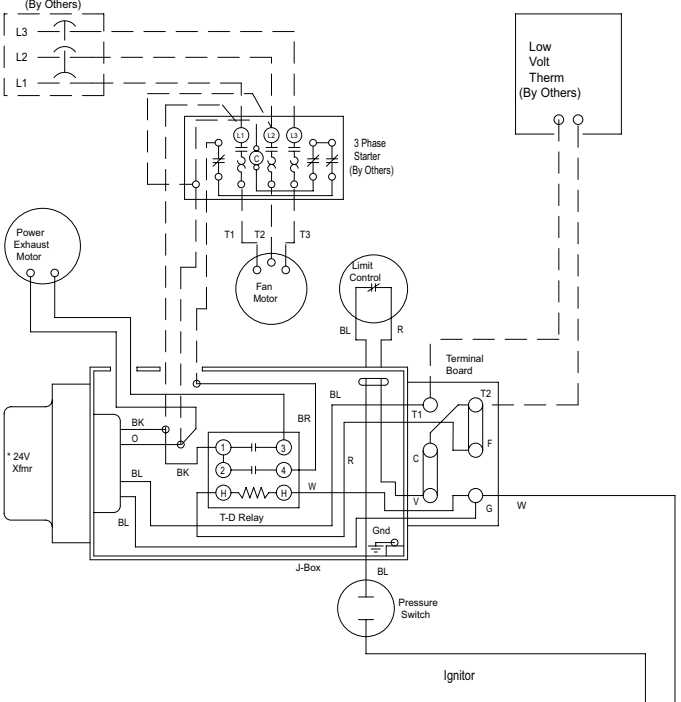 (By Others)
L3
L2
L1
Low
Volt
Therm
(By Others)
L1
L2
L3
C
3 Phase
Starter
(By Others)
T1
T2
T3
Power
Exhaust
Motor
Fan
Motor
Limit
Control
BL
R
Terminal
Board
T2
T1
BL
BR
BK
O
1
3
F
C
* 24V
Xfmr
BK
2
4
R
BL
H
H
W
V
G
W
BL
T-D Relay
Gnd
J-Box
BL
Pressure
Switch
Ignitor